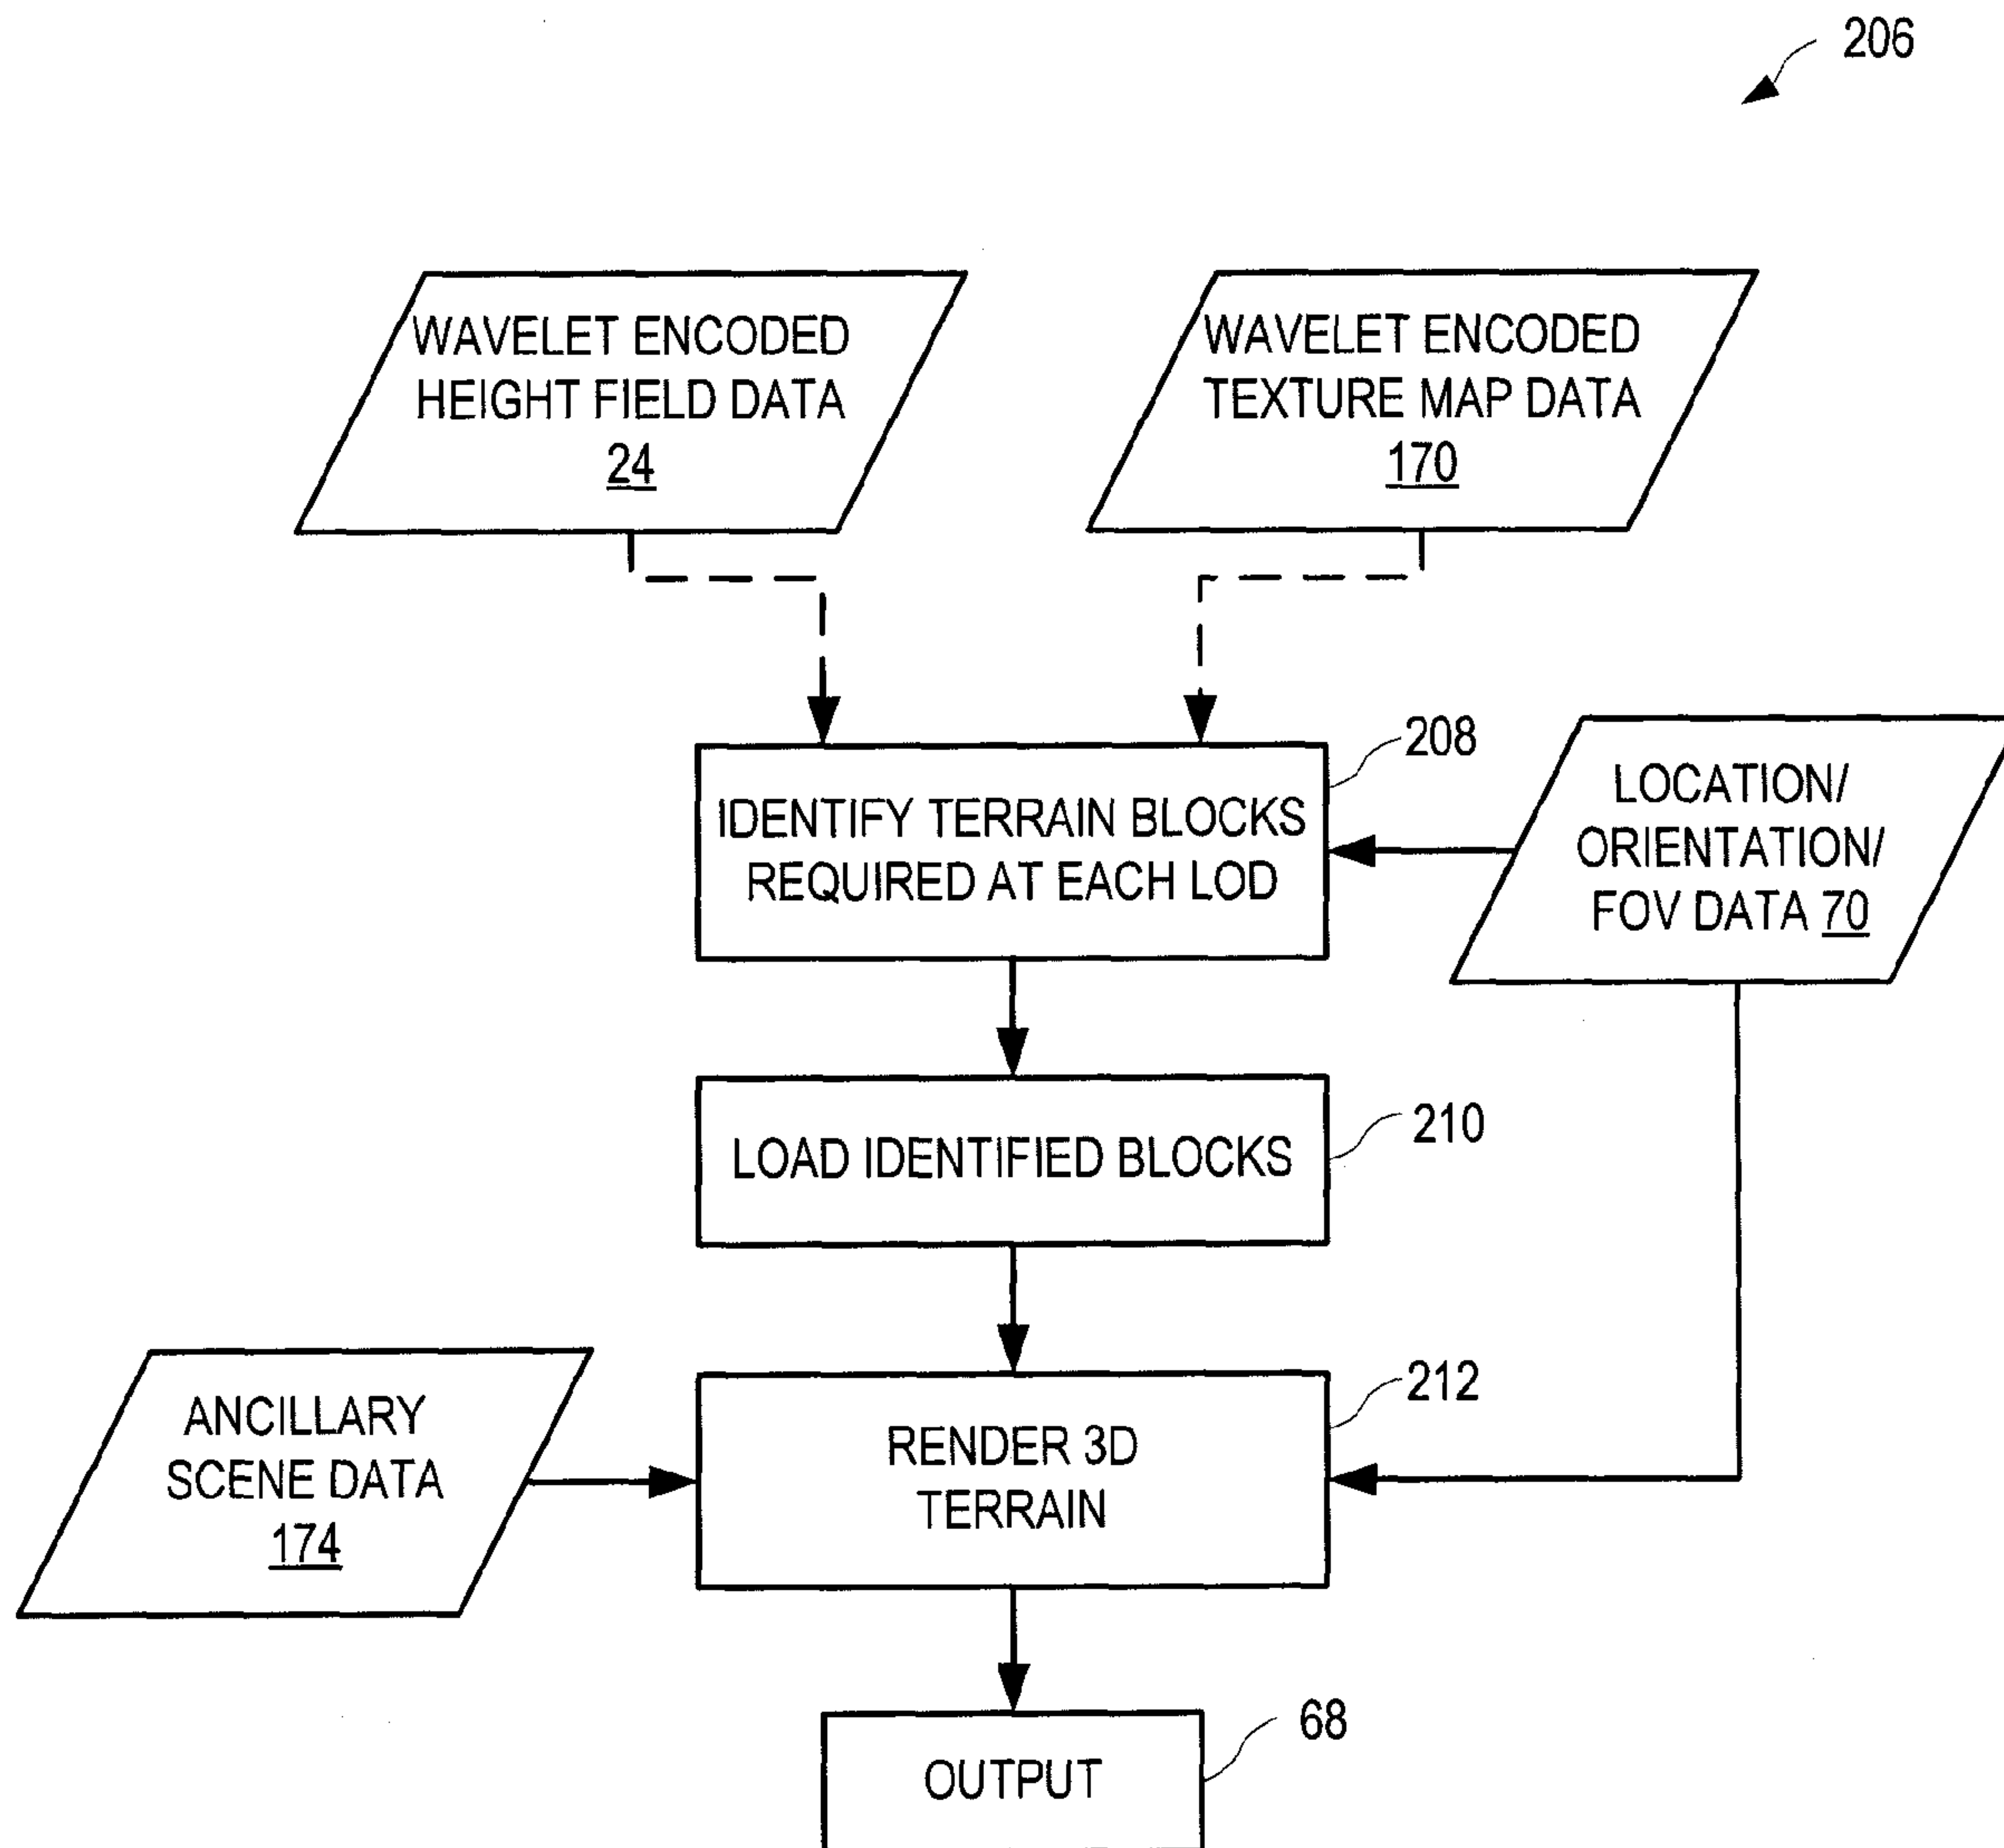 206
WAVELET ENCODED
HEIGHT FIELD DATA
24
WAVELET ENCODED
TEXTURE MAP DATA
170
208
IDENTIFY TERRAIN BLOCKS
REQUIRED AT EACH LOD
LOCATION/
ORIENTATION/
FOV DATA 70
210
LOAD IDENTIFIED BLOCKS
212
ANCILLARY
SCENE DATA
174
RENDER 3D
TERRAIN
68
OUTPUT